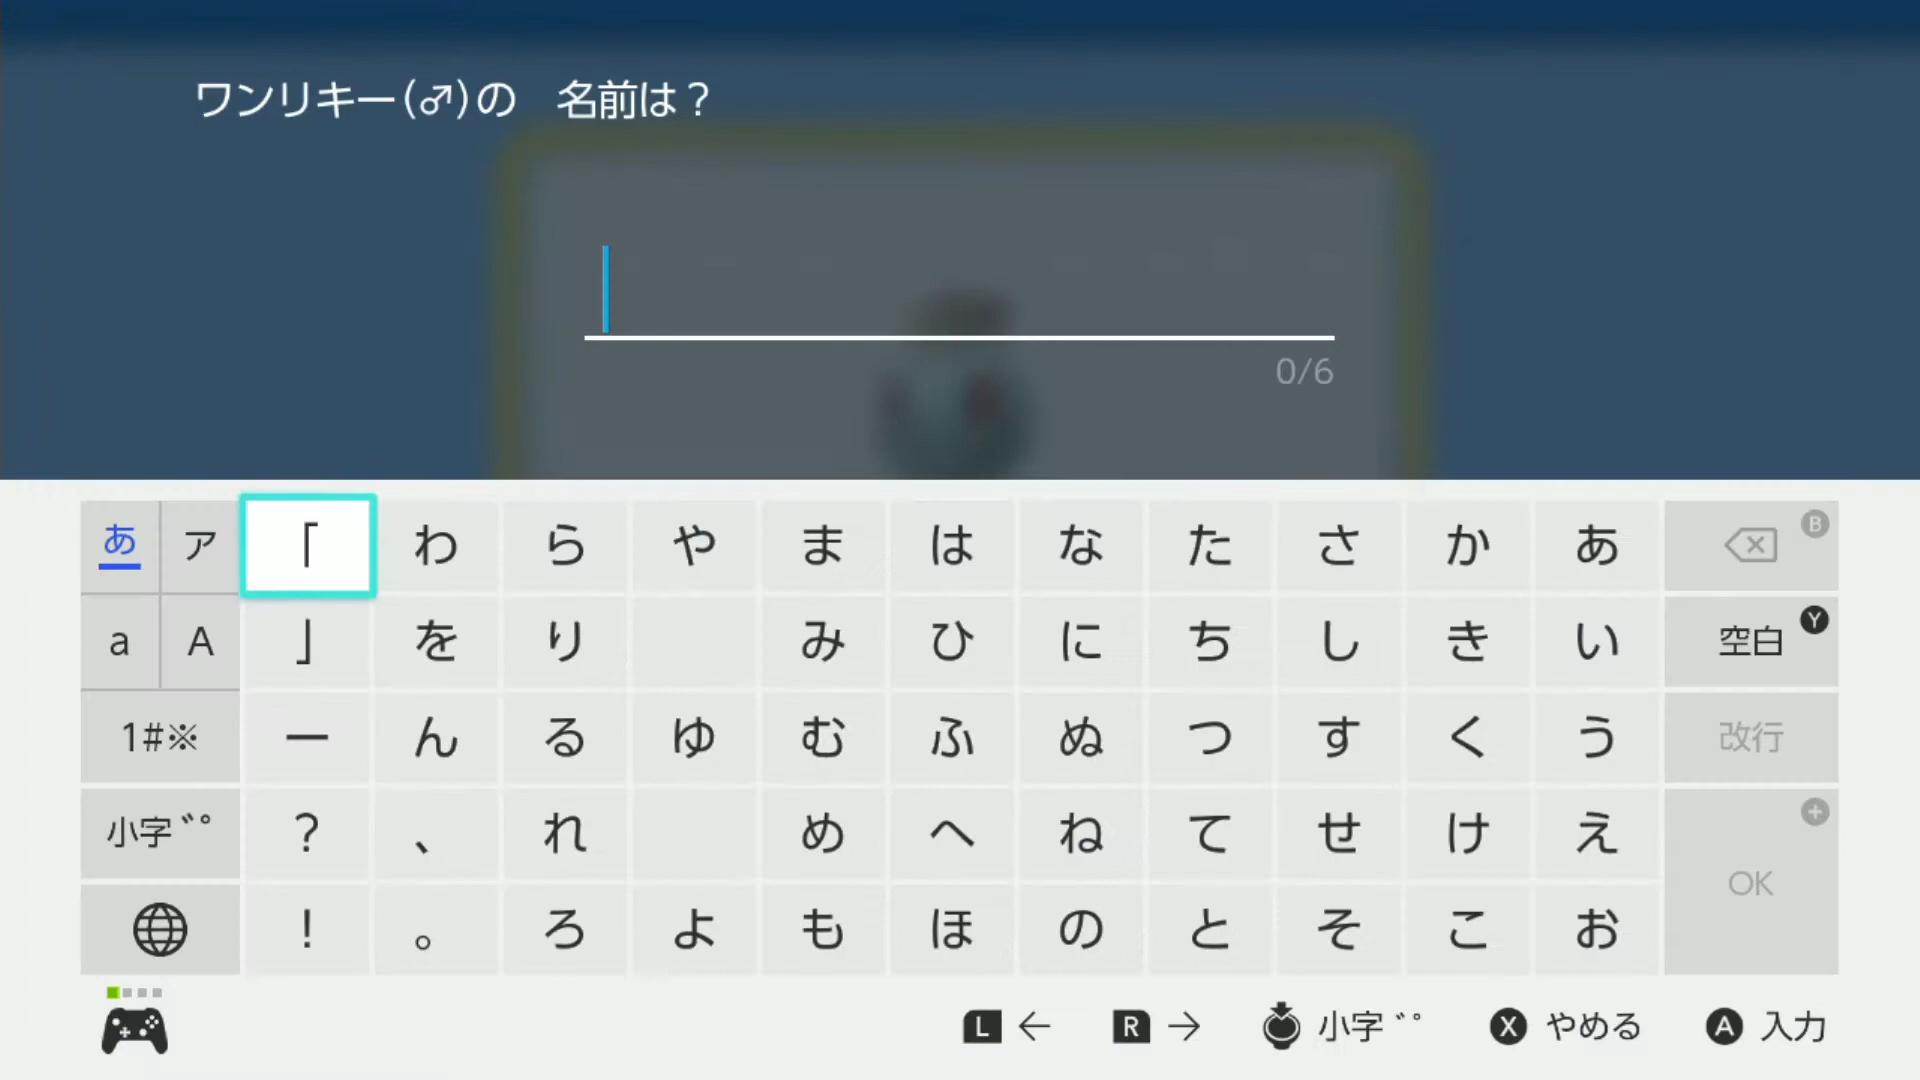 ワンリキー(♂)の　名前は？
0/6
あ ア 「 わ ら や ま は な た さ か あ B
a A 」 を り み ひ に ち し き い 空白 Y
1#※ ー ん る ゆ む ふ ぬ つ す く う 改行
小字゛゜ ? 、 れ め へ ね て せ け え +
! 。 ろ よ も ほ の と そ こ お OK
L ← R → 小字゛゜ X やめる A 入力